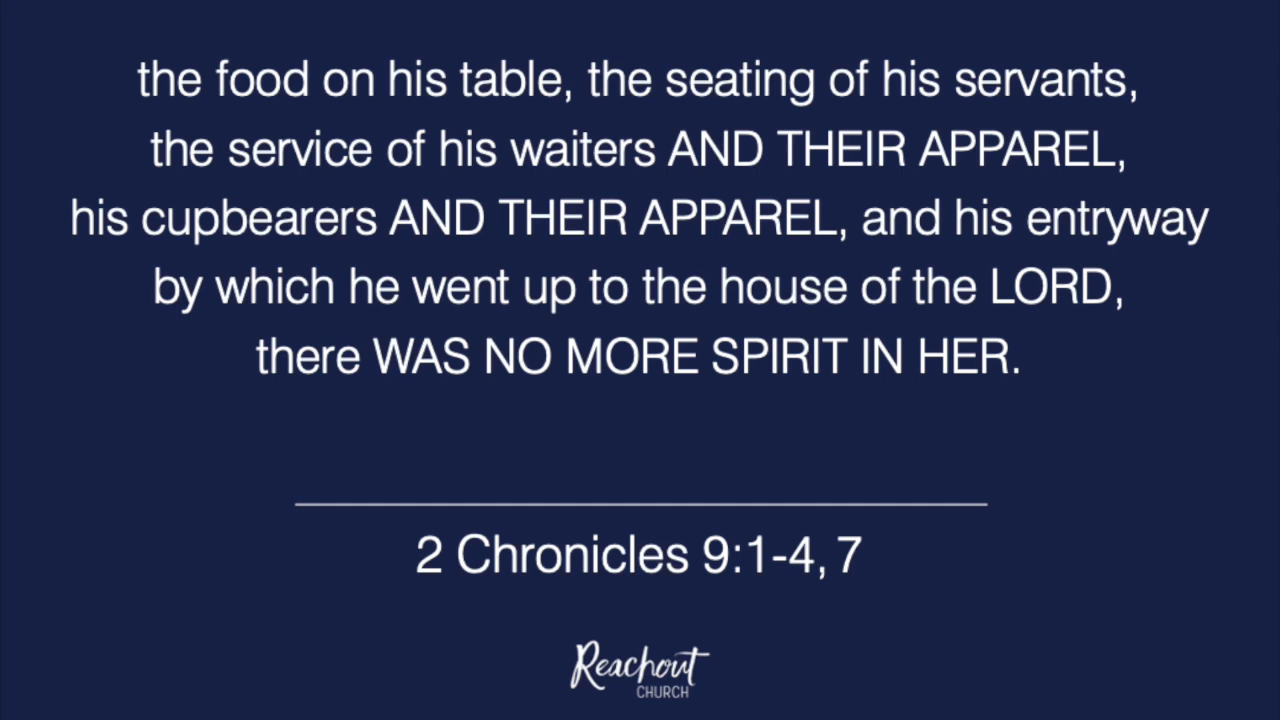 the food on his table, the seating of his servants,
the service of his waiters AND THEIR APPAREL,
his cupbearers AND THEIR APPAREL, and his entryway
by which he went up to the house of the LORD,
there WAS NO MORE SPIRIT IN HER.
2 Chronicles 9:1-4, 7
Reachout
CHURCH